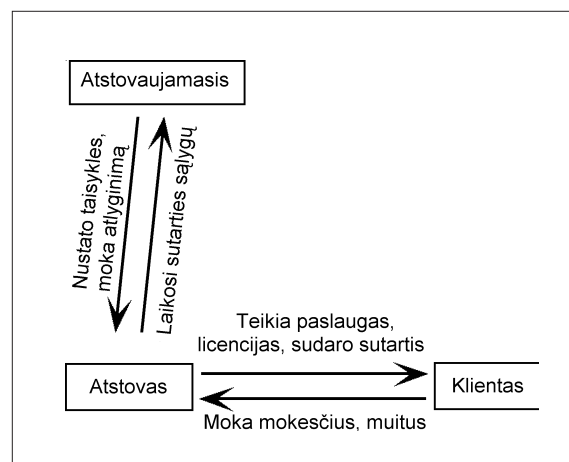 Atstovaujamasis
Nustato taisykles,
moka atlyginimą
Laikosi sutarties sąlygų
Teikia paslaugas,
licencijas, sudaro sutartis
Atstovas
Klientas
Moka mokesčius, muitus